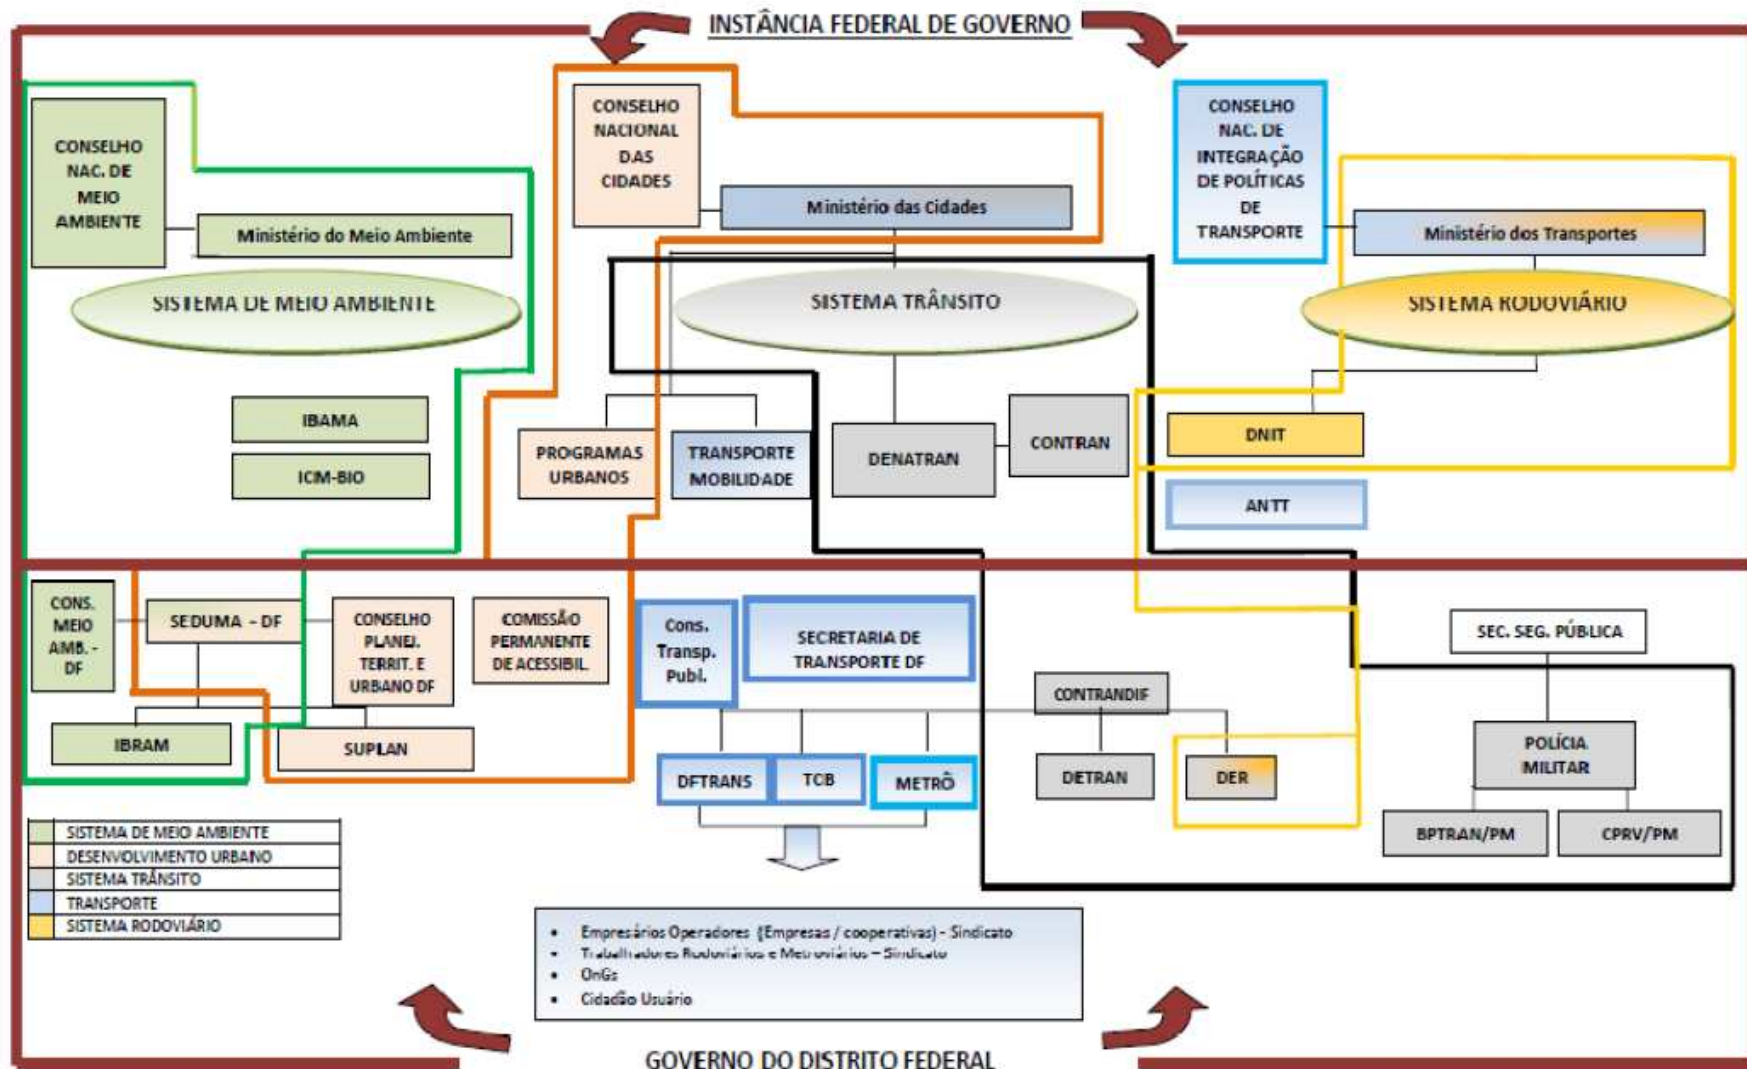 INSTÂNCIA FEDERAL DE GOVERNO
CONSELHO
NAC. DE
MEIO
AMBIENTE
Ministério do Meio Ambiente
SISTEMA DE MEIO AMBIENTE
IBAMA
ICM-BIO
CONSELHO
NACIONAL
DAS
CIDADES
Ministério das Cidades
SISTEMA TRÂNSITO
PROGRAMAS
URBANOS
TRANSPORTE
MOBILIDADE
DENATRAN
CONTRAN
CONSELHO
NAC. DE
INTEGRAÇÃO
DE POLÍTICAS
DE
TRANSPORTE
Ministério dos Transportes
SISTEMA RODOVIÁRIO
DNIT
ANTT
CONS.
MEIO
AMB. -
DF
SEDUMA - DF
CONSELHO
PLANEJ.
TERRIT. E
URBANO DF
COMISSÃO
PERMANENTE
DE ACESSIBIL.
IBRAM
SUPLAN
Cons.
Transp.
Publ.
SECRETARIA DE
TRANSPORTE DF
CONTRANDIF
DFTRANS
TCB
METRÔ
DETRAN
DER
SEC. SEG. PÚBLICA
POLÍCIA
MILITAR
BPTRAN/PM
CPRV/PM
SISTEMA DE MEIO AMBIENTE
DESENVOLVIMENTO URBANO
SISTEMA TRÂNSITO
TRANSPORTE
SISTEMA RODOVIÁRIO
• Empresários Operadores (Empresas / cooperativas) - Sindicato
• Trabalhadores Rodoviários e Metroviários – Sindicato
• OnGs
• Cidadão Usuário
GOVERNO DO DISTRITO FEDERAL